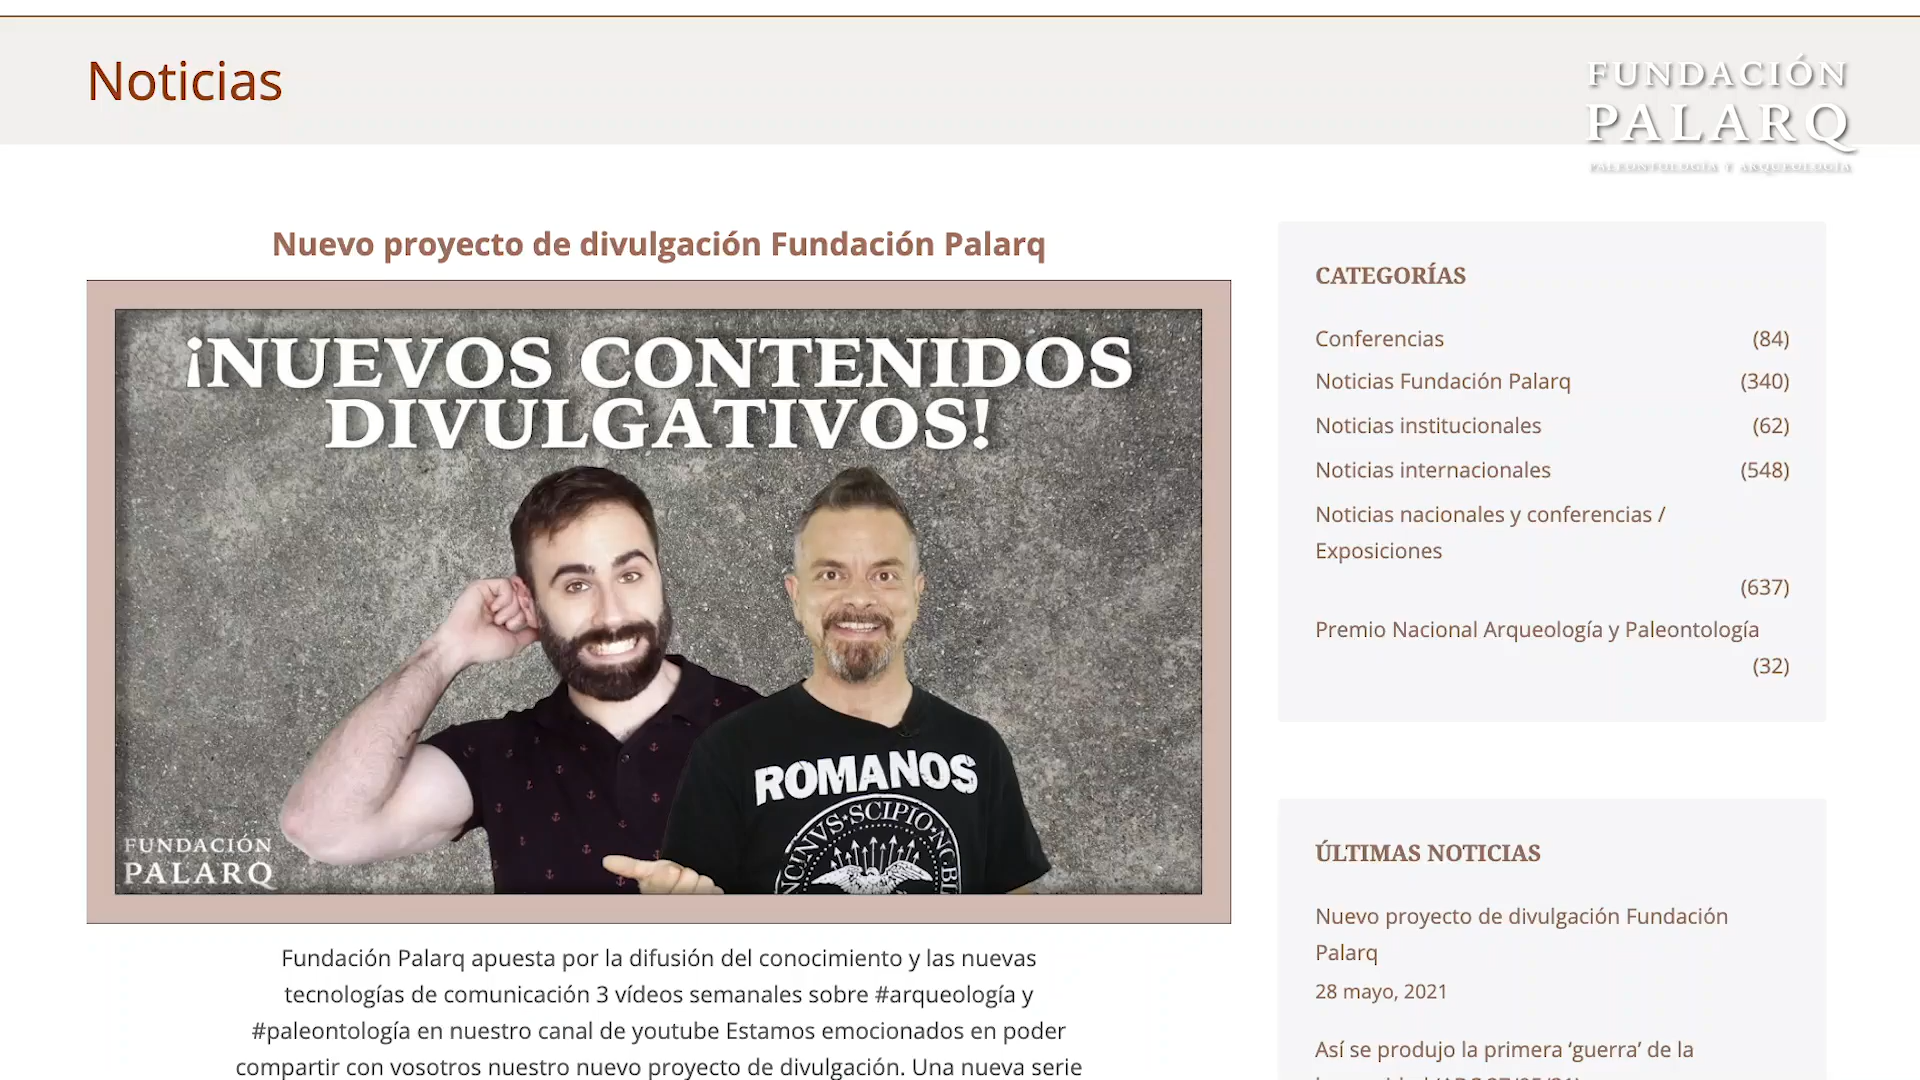 Noticias
FUNDACIÓN
PALARQ
PALEONTOLOGÍA Y ARQUEOLOGÍA
Nuevo proyecto de divulgación Fundación Palarq
¡NUEVOS CONTENIDOS
DIVULGATIVOS!
ROMANOS
SCIPIO
FUNDACIÓN
PALARQ
Fundación Palarq apuesta por la difusión del conocimiento y las nuevas
tecnologías de comunicación 3 vídeos semanales sobre #arqueología y
#paleontología en nuestro canal de youtube Estamos emocionados en poder
compartir con vosotros nuestro nuevo proyecto de divulgación. Una nueva serie
CATEGORÍAS
Conferencias (84)
Noticias Fundación Palarq (340)
Noticias institucionales (62)
Noticias internacionales (548)
Noticias nacionales y conferencias /
Exposiciones
(637)
Premio Nacional Arqueología y Paleontología
(32)
ÚLTIMAS NOTICIAS
Nuevo proyecto de divulgación Fundación
Palarq
28 mayo, 2021
Así se produjo la primera ‘guerra’ de la